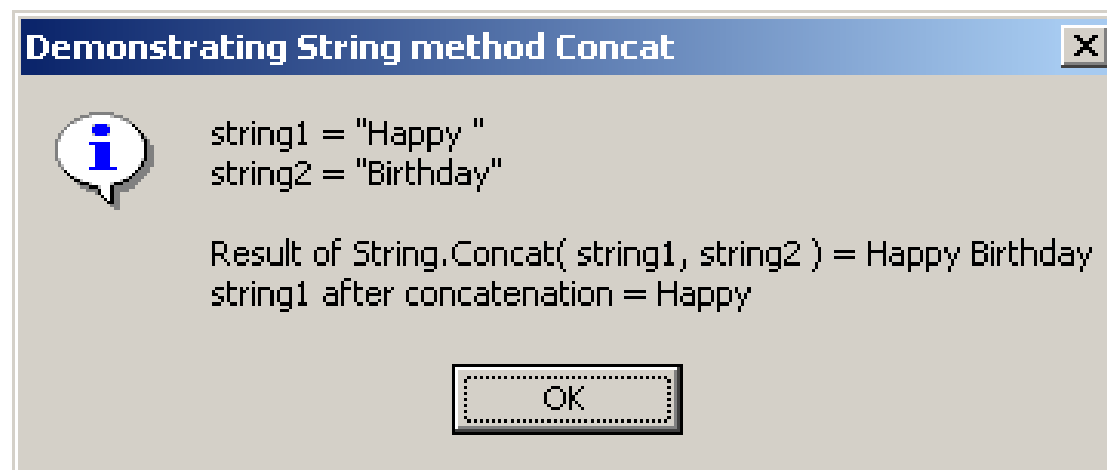 Demonstrating String method Concat
string1 = "Happy "
string2 = "Birthday"
Result of String.Concat( string1, string2 ) = Happy Birthday
string1 after concatenation = Happy
OK